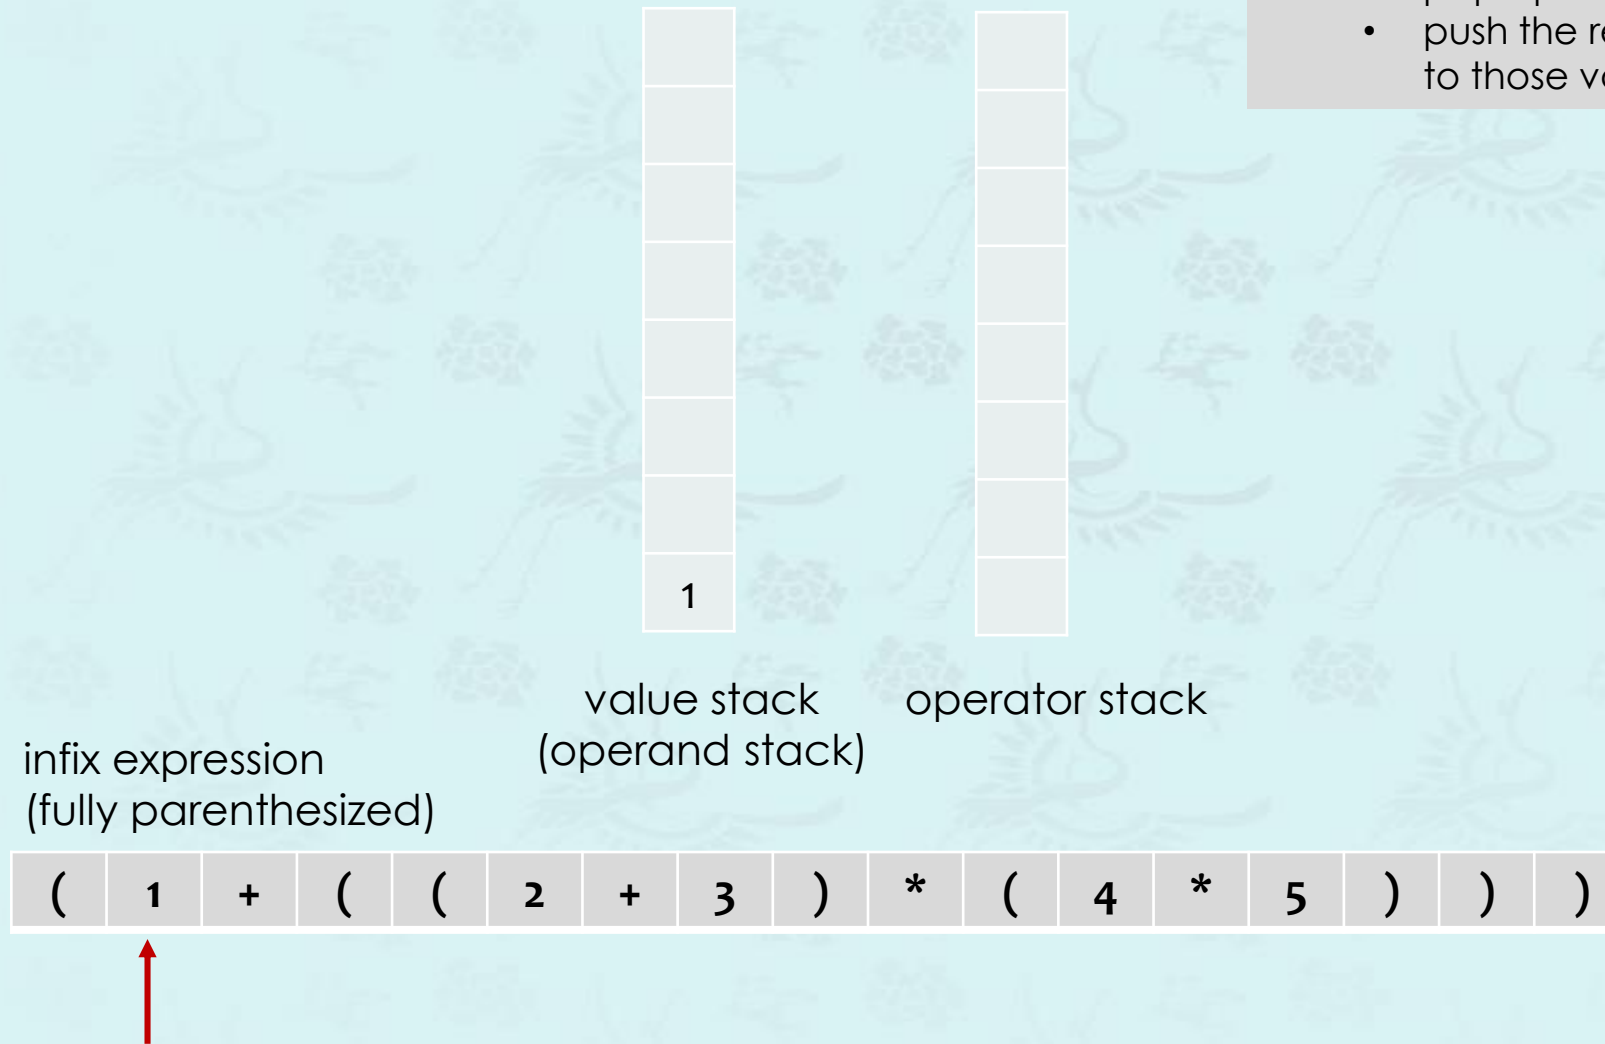 • push the
to those
1
value stack
(operand stack)
operator stack
infix expression
(fully parenthesized)
( 1 + ( ( 2 + 3 ) * ( 4 * 5 ) ) )